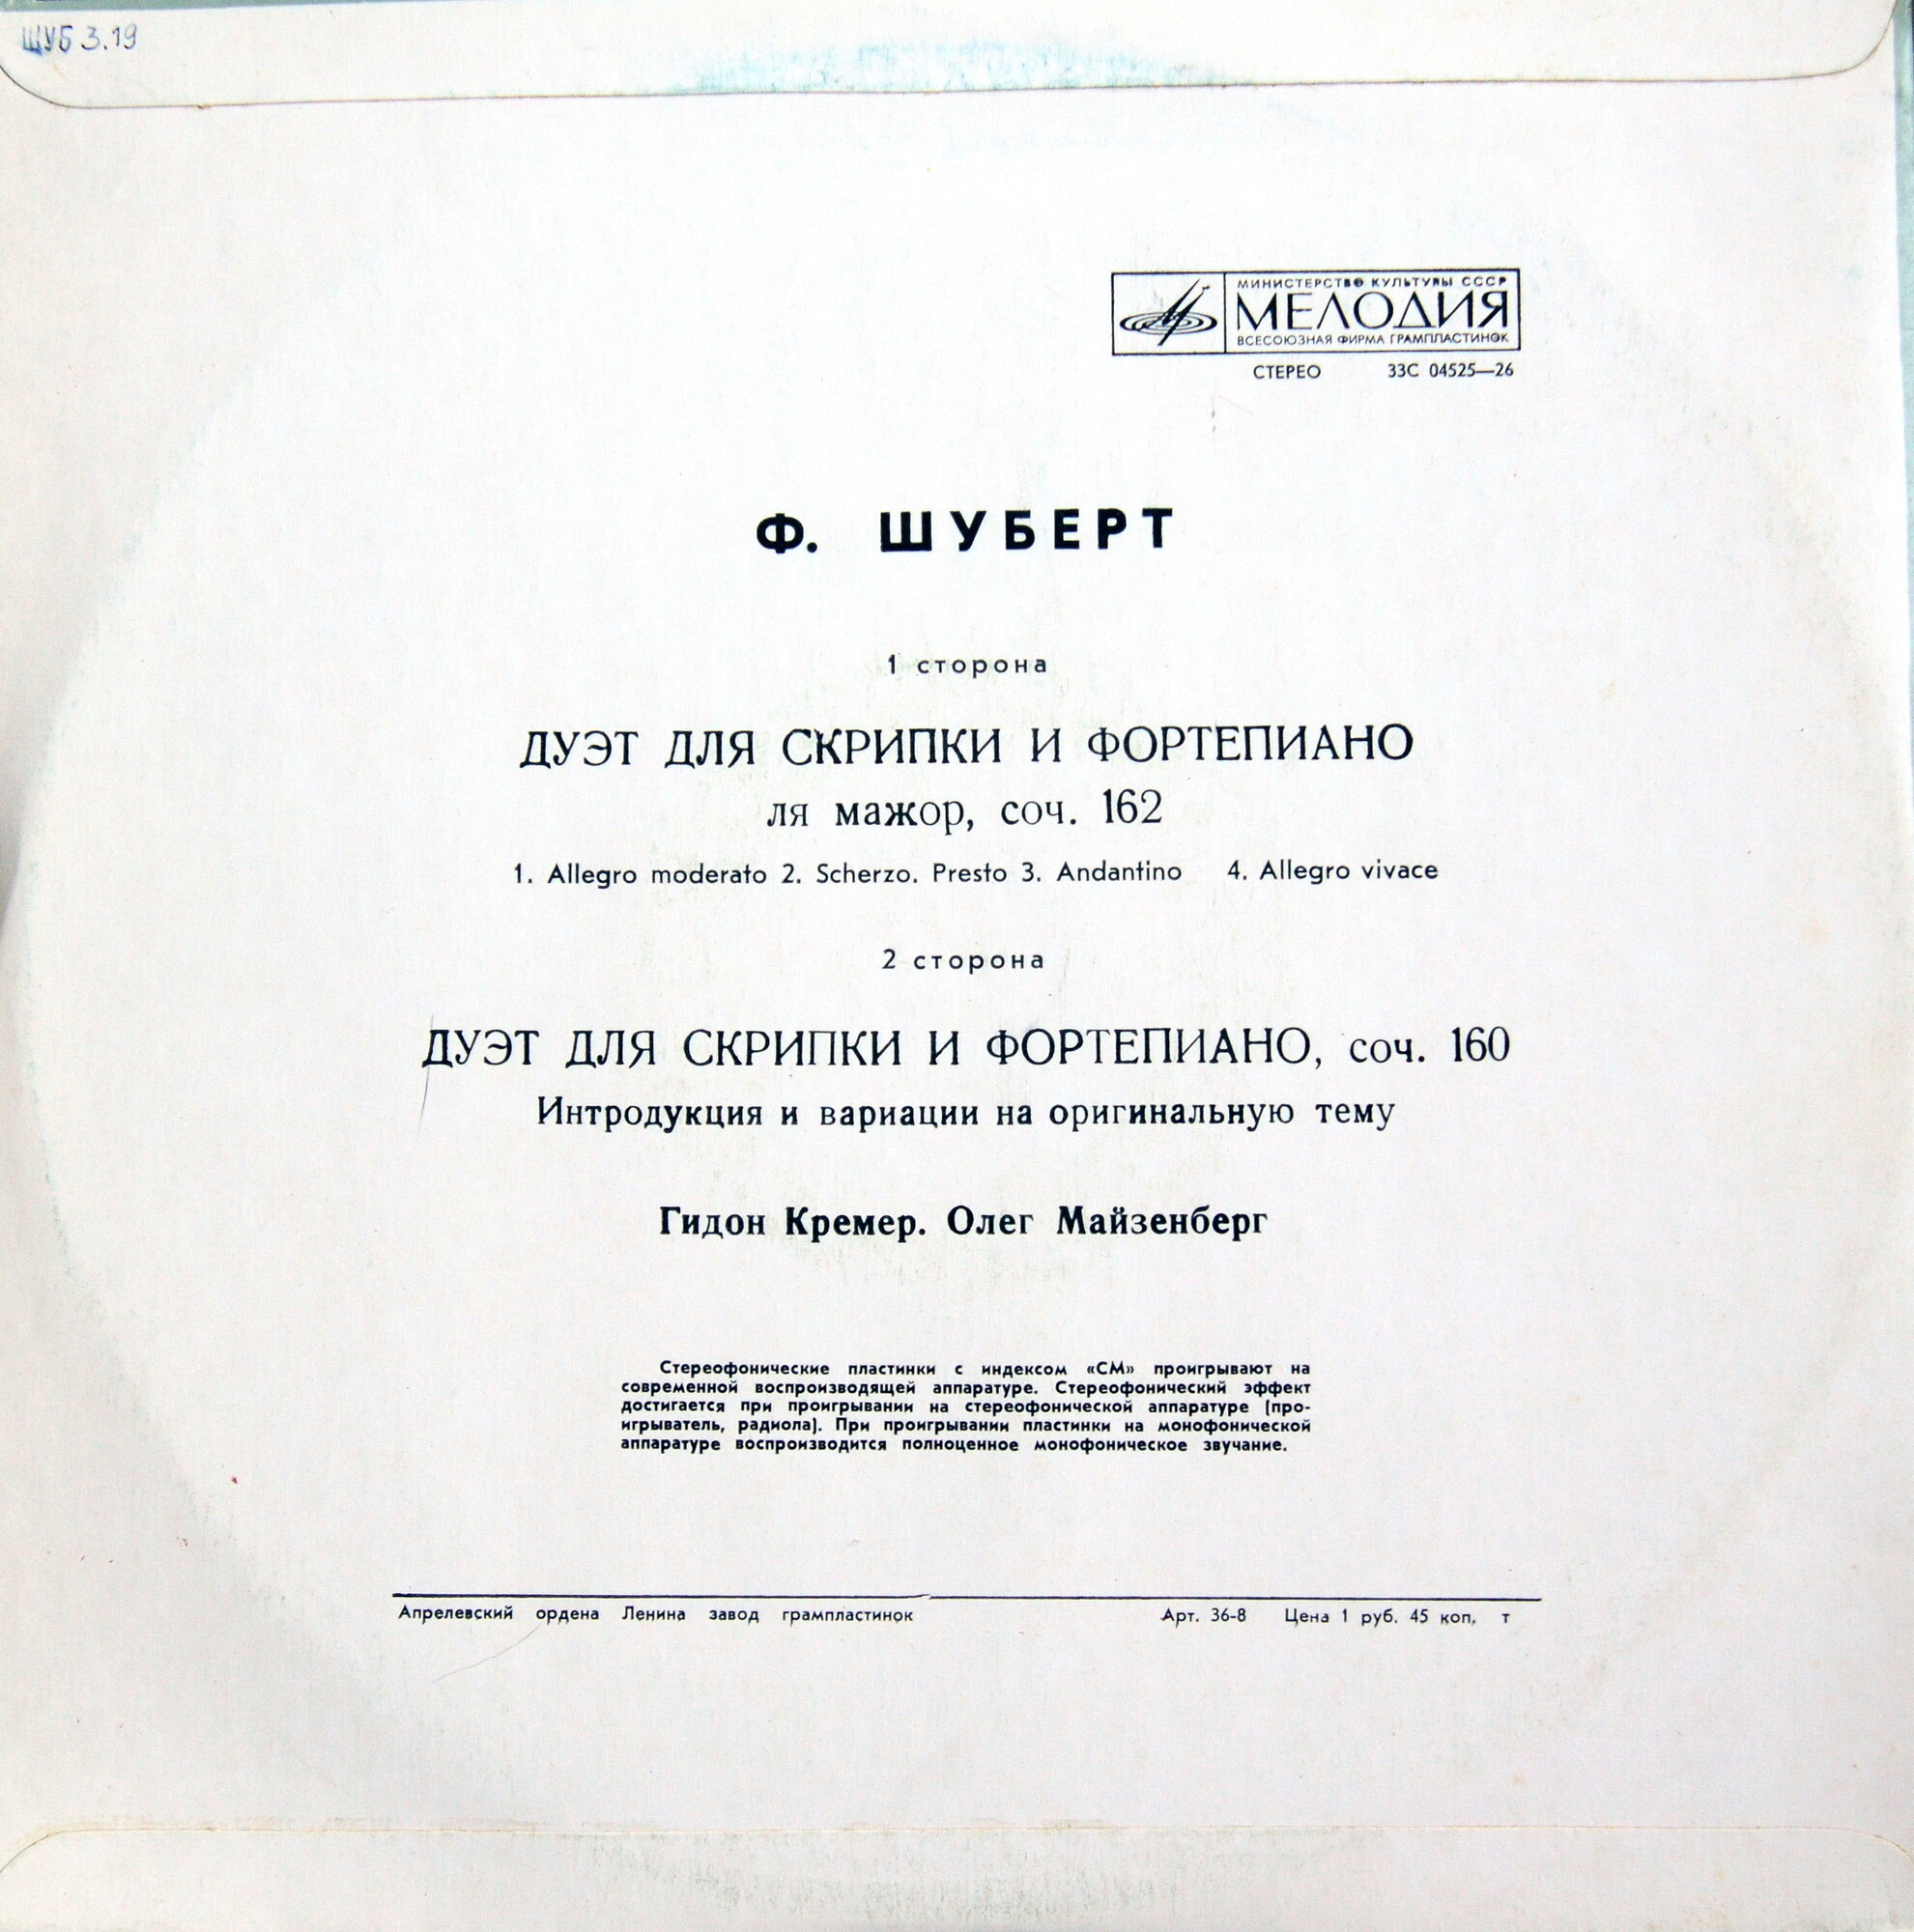 ШУБ 3.19
МИНИСТЕРСТВО КУЛЬТУРЫ СССР
МЕЛОДИЯ
ВСЕСОЮЗНАЯ ФИРМА ГРАМПЛАСТИНОК
СТЕРЕО 33С 04525—26
Ф. ШУБЕРТ
1 сторона
ДУЭТ ДЛЯ СКРИПКИ И ФОРТЕПИАНО
ля мажор, соч. 162
1. Allegro moderato 2. Scherzo. Presto 3. Andantino 4. Allegro vivace
2 сторона
ДУЭТ ДЛЯ СКРИПКИ И ФОРТЕПИАНО, соч. 160
Интродукция и вариации на оригинальную тему
Гидон Кремер. Олег Майзенберг
Стереофонические пластинки с индексом «СМ» проигрывают на
современной воспроизводящей аппаратуре. Стереофонический эффект
достигается при проигрывании на стереофонической аппаратуре (про-
игрыватель, радиола). При проигрывании пластинки на монофонической
аппаратуре воспроизводится полноценное монофоническое звучание.
Апрелевский ордена Ленина завод грампластинок Арт. 36-8 Цена 1 руб. 45 коп, т